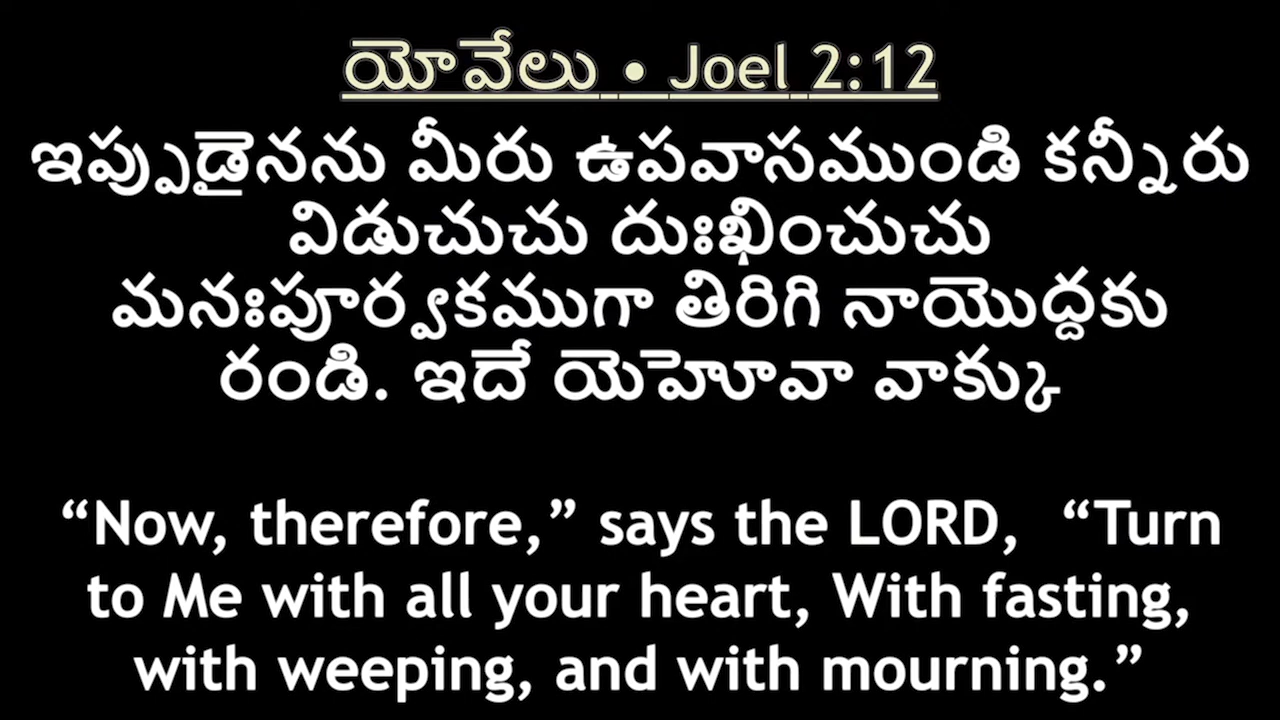 యోవేలు • Joel 2:12
ఇప్పుడైనను మీరు ఉపవాసముండి కన్నీరు
విడుచుచు దుఃఖించుచు
మనఃపూర్వకముగా తిరిగి నాయొద్దకు
రండి. ఇదే యెహెూవా వాక్కు
“Now, therefore,” says the LORD,  “Turn
to Me with all your heart, With fasting,
with weeping, and with mourning.”